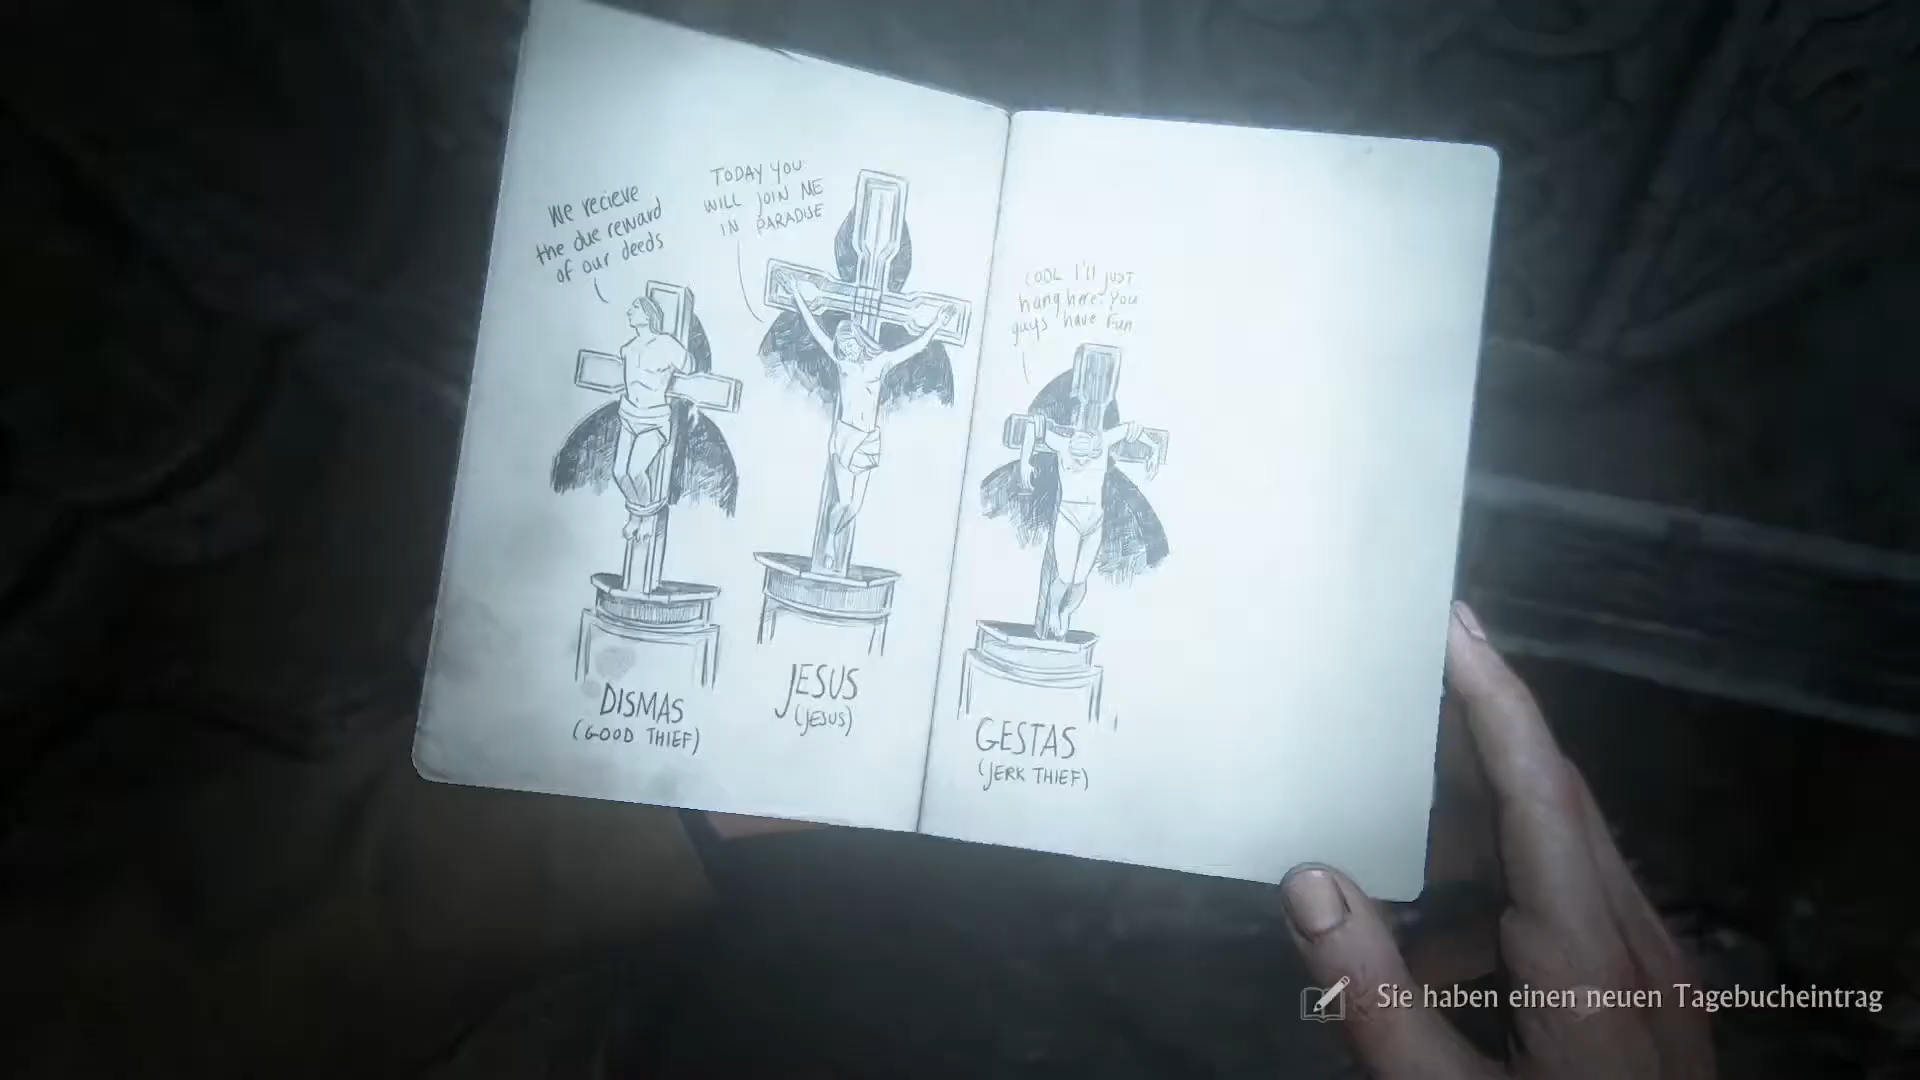 We recieve
the due reward
of our deeds
TODAY YOU
WILL JOIN ME
IN PARADISE
COOL I'll JUST
hang here. You
guys have Fun
DISMAS
(GOOD THIEF)
JESUS
(JESUS)
GESTAS
(JERK THIEF)
Sie haben einen neuen Tagebucheintrag